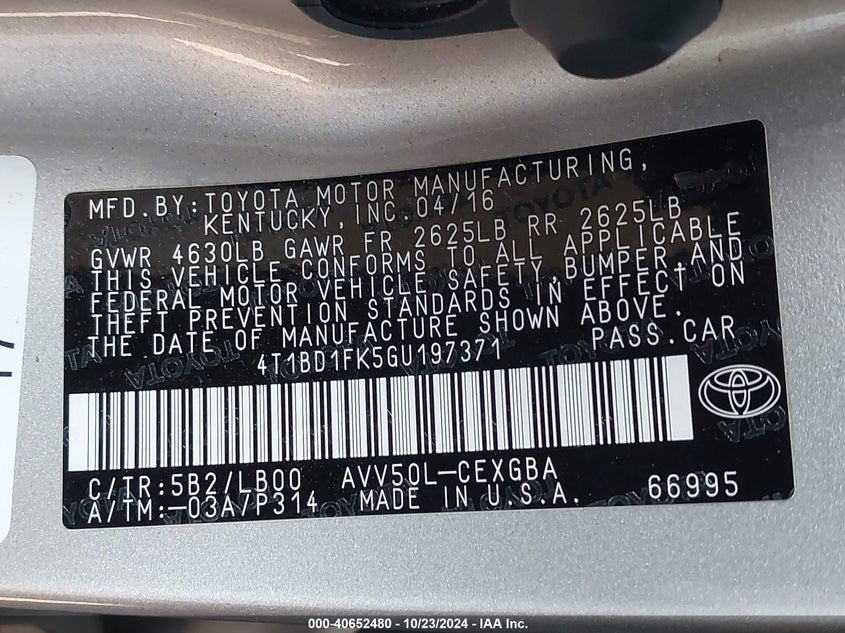 MFD.BY:TOYOTA MOTOR MANUFACTURING,
KENTUCKY,INC 04/16
GVWR 4630LB GAWR FR 2625LB RR 2625LB
THIS VEHICLE CONFORMS TO ALL APPLICABLE
FEDERAL MOTOR VEHICLE SAFETY,BUMPER AND
THEFT PREVENTION STANDARDS IN EFFECT ON
THE DATE OF MANUFACTURE SHOWN ABOVE.
4T1BD1FK5GU197371 PASS.CAR
C/TR:5B2/LB00 AVV50L-CEXGBA
A/TM:-03A7P314 MADE IN U.S.A. 66995
000-40652480 - 10/23/2024 - IAA Inc.